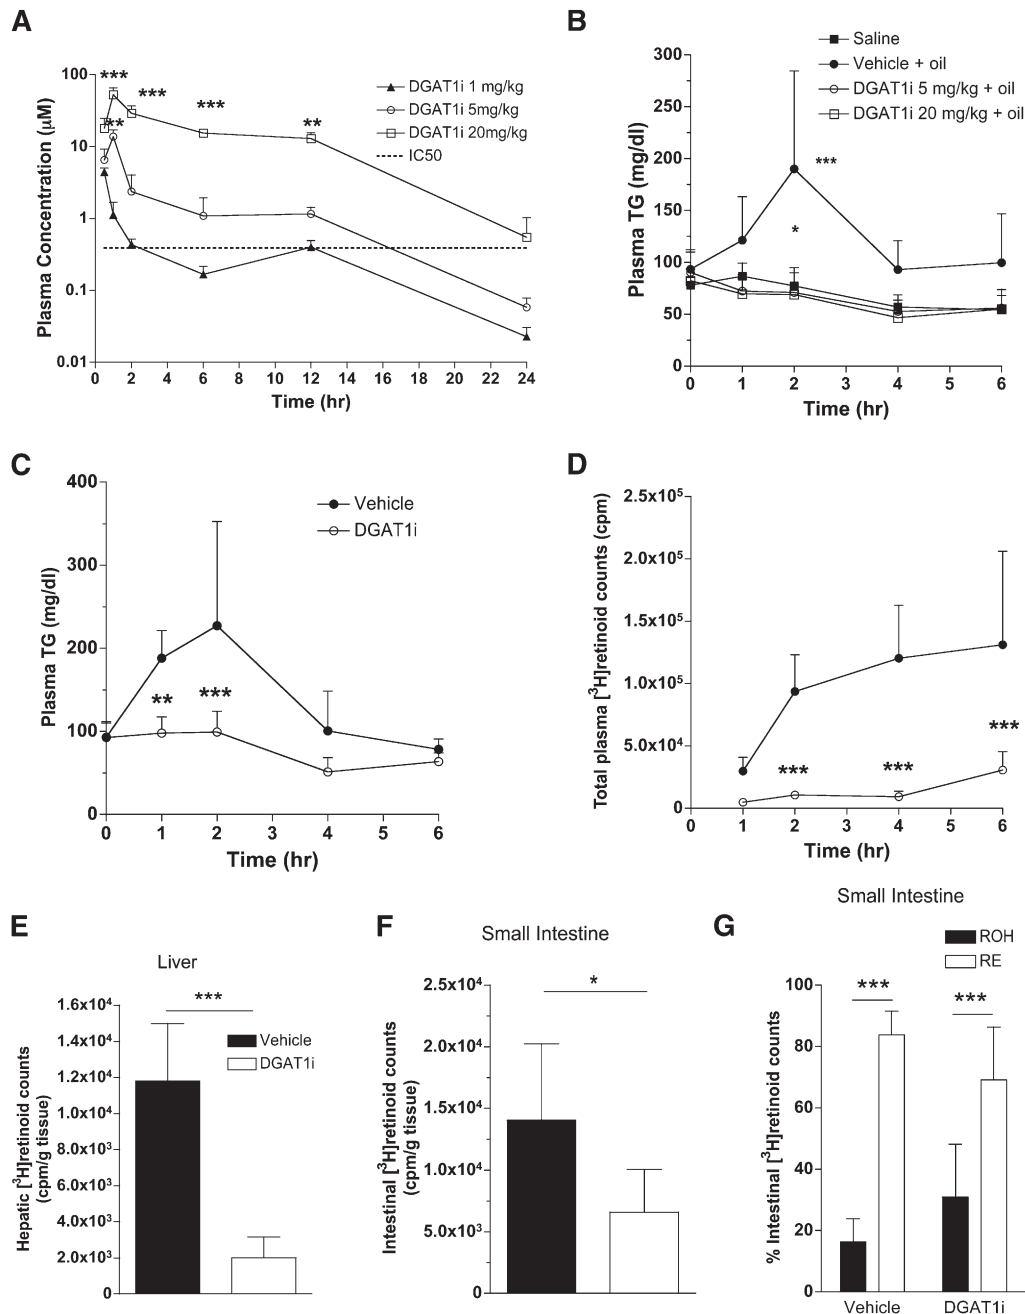 A
Plasma Concentration (μM)
100
10
1
0.1
0.01
***
***
***
**
**
DGAT1i 1 mg/kg
DGAT1i 5mg/kg
DGAT1i 20mg/kg
IC50
0 2 4 6 8 10 12 14 16 18 20 22 24
Time (hr)
B
Saline
Vehicle + oil
DGAT1i 5 mg/kg + oil
DGAT1i 20 mg/kg + oil
Plasma TG (mg/dl)
300
250
200
150
100
50
0
***
*
0 1 2 3 4 5 6
Time (hr)
C
Vehicle
DGAT1i
Plasma TG (mg/dl)
400
300
200
100
0
**
***
0 1 2 3 4 5 6
Time (hr)
D
Total plasma [³H]retinoid counts (cpm)
2.5x10⁵
2.0x10⁵
1.5x10⁵
1.0x10⁵
5.0x10⁴
0
***
***
***
0 1 2 3 4 5 6
Time (hr)
E
Liver
Hepatic [³H]retinoid counts
(cpm/g tissue)
1.6x10⁴
1.4x10⁴
1.2x10⁴
1.0x10⁴
8.0x10³
6.0x10³
4.0x10³
2.0x10³
0
***
Vehicle
DGAT1i
F
Small Intestine
Intestinal [³H]retinoid counts
(cpm/g tissue)
2.5x10⁴
2.0x10⁴
1.5x10⁴
1.0x10⁴
5.0x10³
0
*
G
Small Intestine
ROH
RE
% Intestinal [³H]retinoid counts
100
80
60
40
20
0
***
***
Vehicle DGAT1i